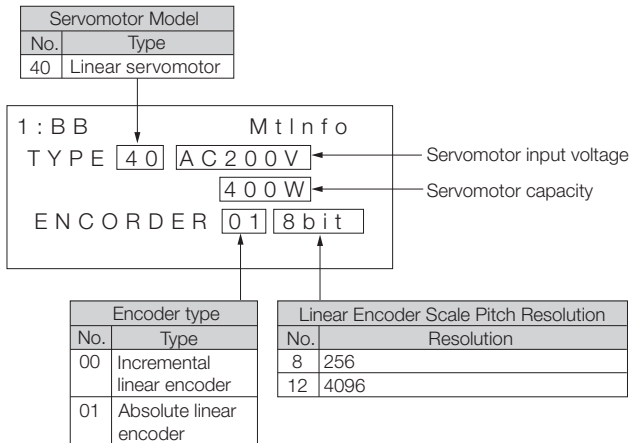 Servomotor Model
No. Type
40 Linear servomotor
1:BB MtInfo
TYPE 40 AC200V
Servomotor input voltage
400W
Servomotor capacity
ENCORDER 01 8bit
Encoder type
No. Type
00 Incremental
linear encoder
01 Absolute linear
encoder
Linear Encoder Scale Pitch Resolution
No. Resolution
8 256
12 4096